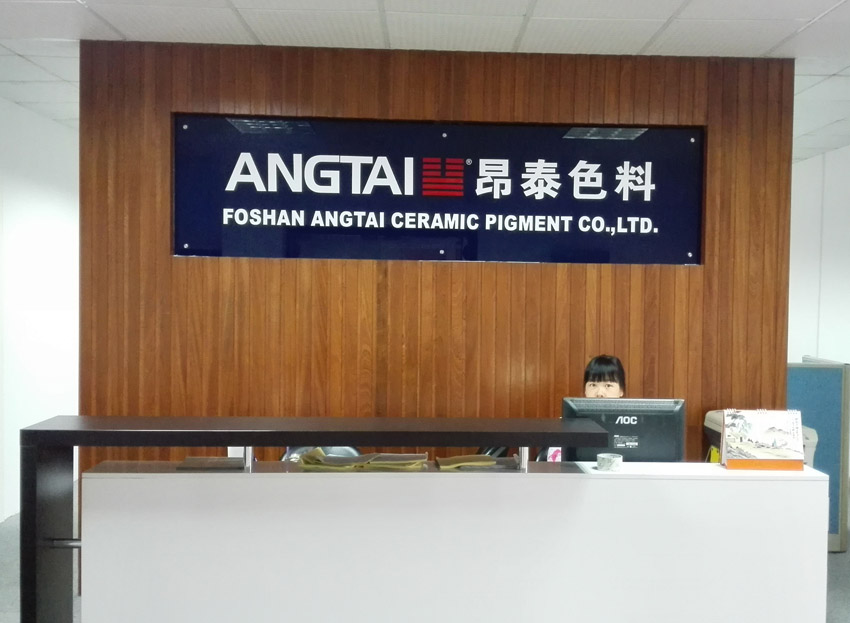 ANGTAI ® 昂泰色料
FOSHAN ANGTAI CERAMIC PIGMENT CO.,LTD.
AOC